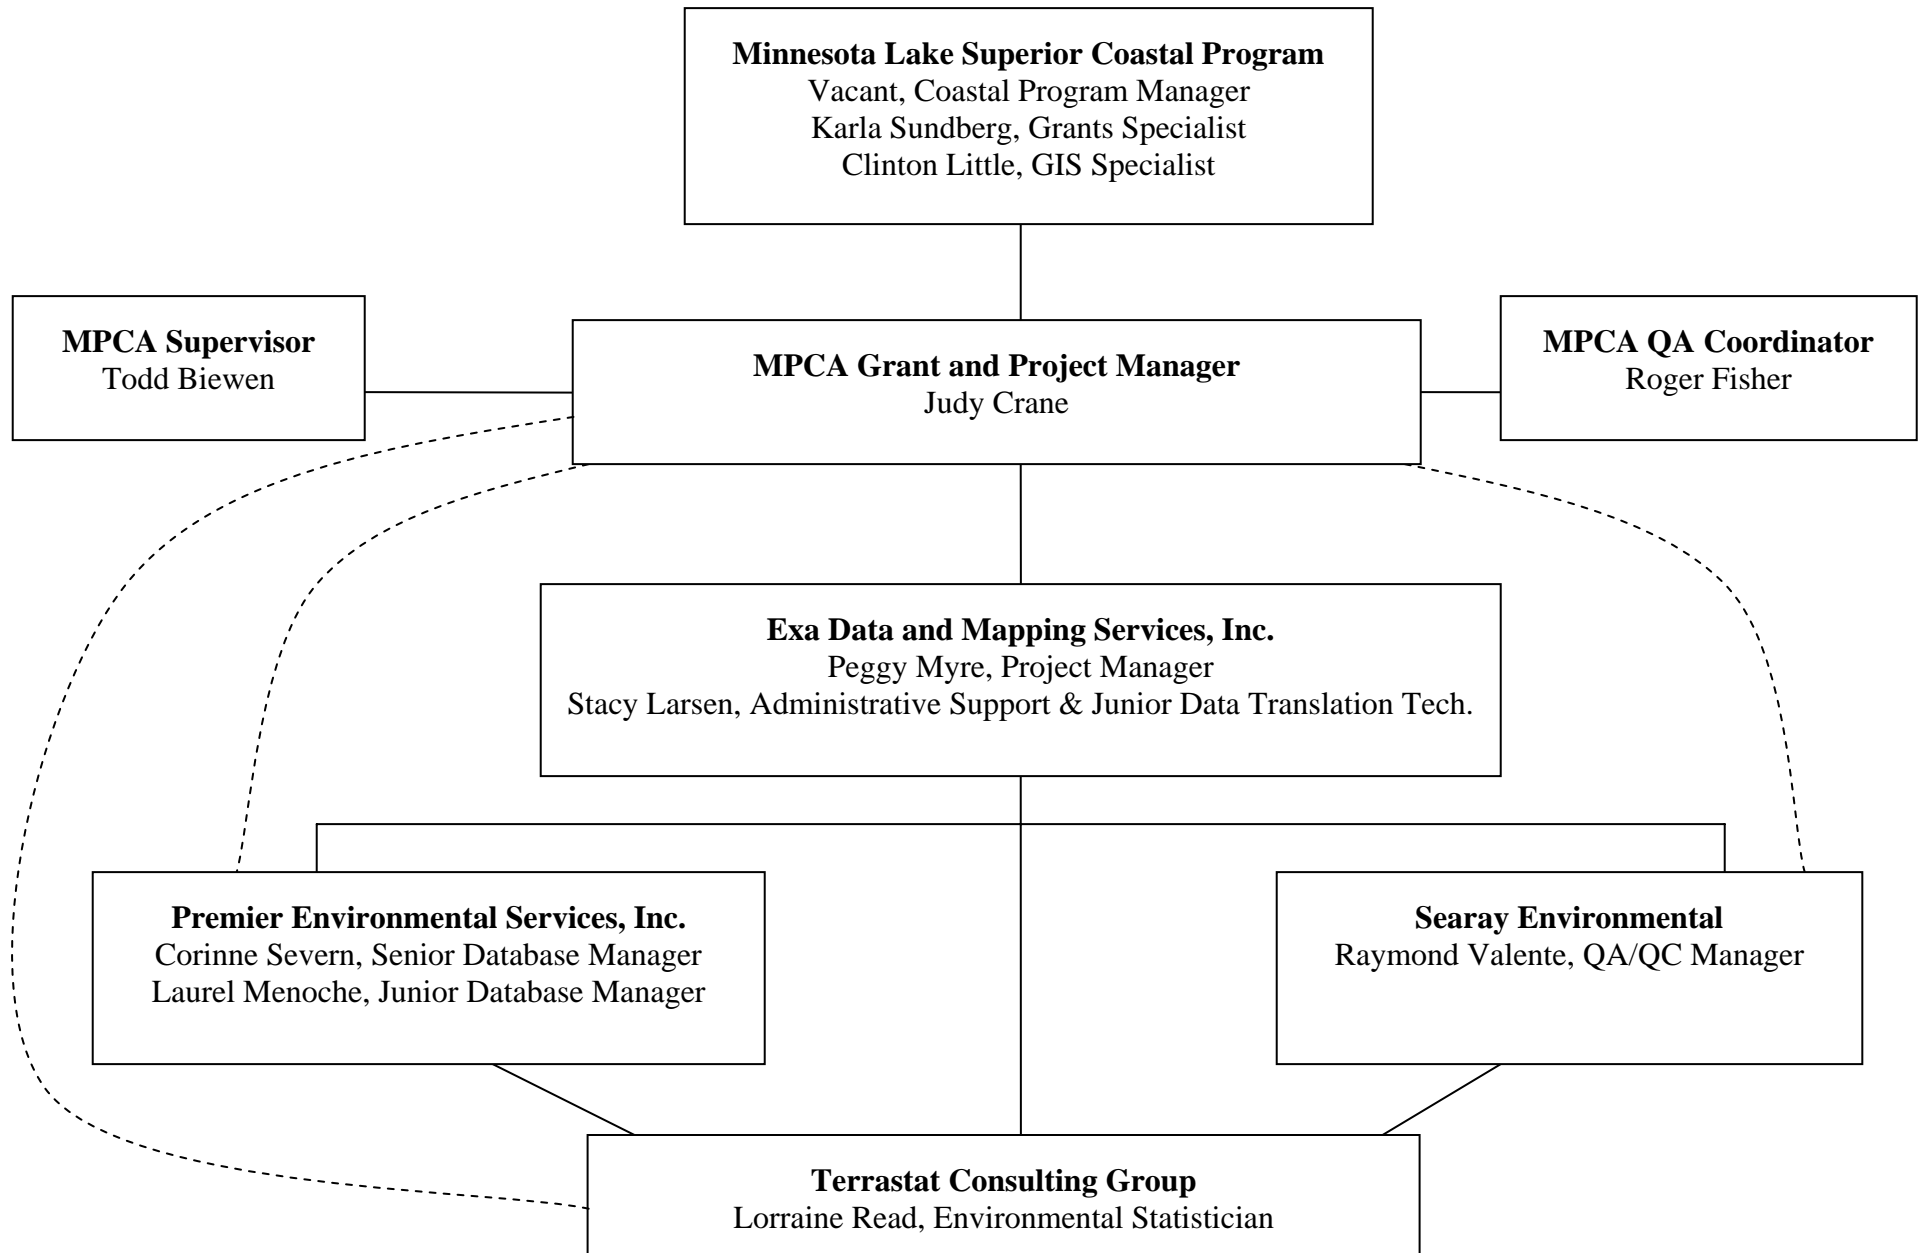 Minnesota Lake Superior Coastal Program
Vacant, Coastal Program Manager
Karla Sundberg, Grants Specialist
Clinton Little, GIS Specialist
MPCA Supervisor
Todd Biewen
MPCA Grant and Project Manager
Judy Crane
MPCA QA Coordinator
Roger Fisher
Exa Data and Mapping Services, Inc.
Peggy Myre, Project Manager
Stacy Larsen, Administrative Support & Junior Data Translation Tech.
Premier Environmental Services, Inc.
Corinne Severn, Senior Database Manager
Laurel Menoche, Junior Database Manager
Searay Environmental
Raymond Valente, QA/QC Manager
Terrastat Consulting Group
Lorraine Read, Environmental Statistician